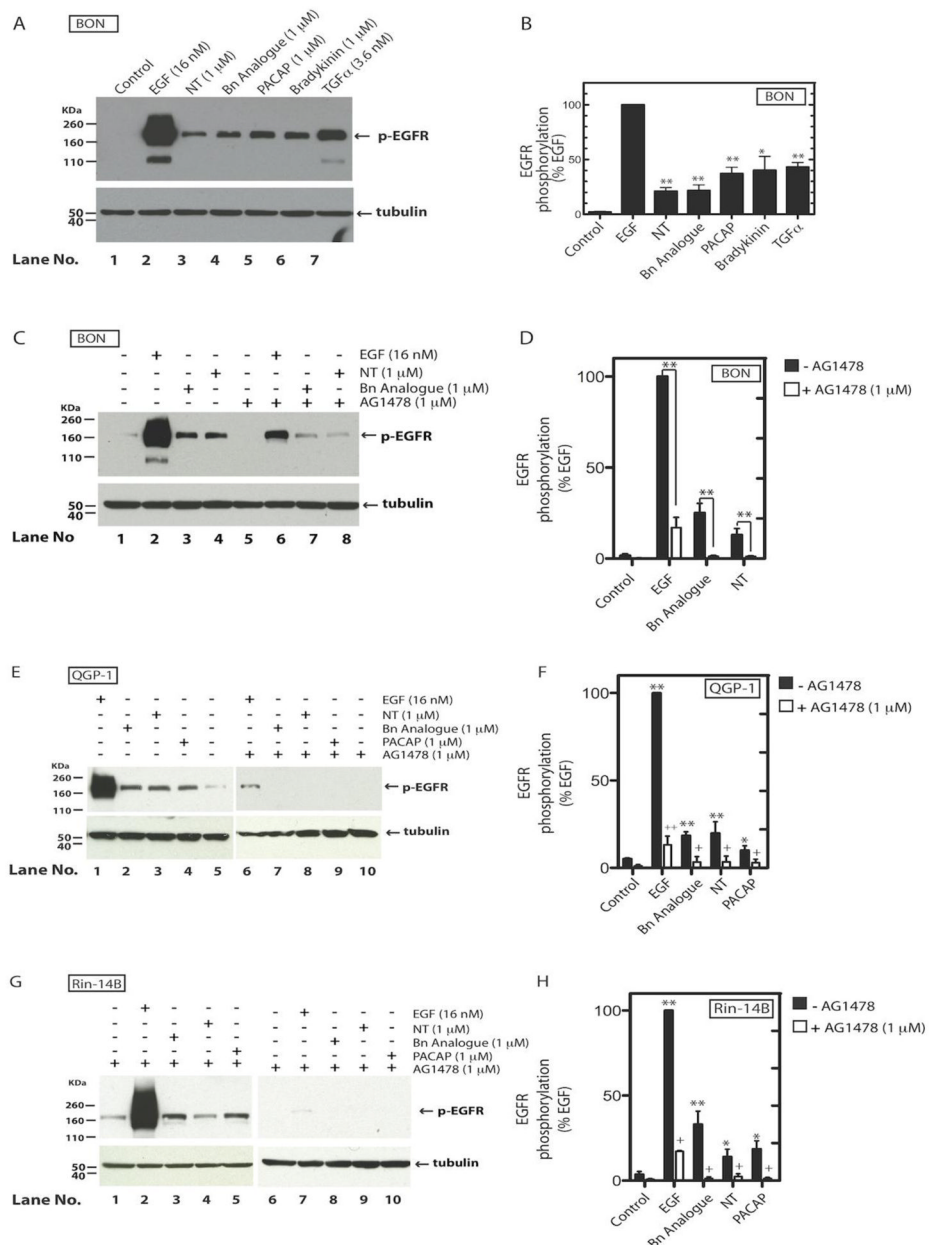 A BON
Control
EGF (16 nM)
NT (1 μM)
Bn Analogue (1 μM)
PACAP (1 μM)
Bradykinin (1 μM)
TGFα (3.6 nM)
KDa
260
160
110
← p-EGFR
50
40
← tubulin
Lane No. 1 2 3 4 5 6 7
B
BON
EGFR phosphorylation (% EGF)
100
50
0
** ** ** * **
Control
EGF
NT
Bn Analogue
PACAP
Bradykinin
TGFα
C BON
- + - - - + - - EGF (16 nM)
- - - + - - - + NT (1 μM)
- - + - - - + - Bn Analogue (1 μM)
- - - - + + + + AG1478 (1 μM)
KDa
260
160
110
← p-EGFR
50
40
← tubulin
Lane No 1 2 3 4 5 6 7 8
D
BON
- AG1478
+ AG1478 (1 μM)
EGFR phosphorylation (% EGF)
100
50
0
** ** **
Control
EGF
Bn Analogue
NT
E QGP-1
+ - - - - + - - - - EGF (16 nM)
- - + - - - - + - - NT (1 μM)
- + - - - - + - - - Bn Analogue (1 μM)
- - - + - - - - + - PACAP (1 μM)
- - - - - + + + + + AG1478 (1 μM)
KDa
260
160
110
← p-EGFR
50
40
← tubulin
Lane No. 1 2 3 4 5 6 7 8 9 10
F
QGP-1
- AG1478
+ AG1478 (1 μM)
EGFR phosphorylation (% EGF)
100
50
0
** ++ ** + ** + * +
Control
EGF
Bn Analogue
NT
PACAP
G Rin-14B
- + - - - - + - - - EGF (16 nM)
- - - + - - - - + - NT (1 μM)
- - + - - - - + - - Bn Analogue (1 μM)
- - - - + - - - - + PACAP (1 μM)
+ + + + + + + + + + AG1478 (1 μM)
KDa
260
160
110
← p-EGFR
50
40
← tubulin
Lane No. 1 2 3 4 5 6 7 8 9 10
H
Rin-14B
- AG1478
+ AG1478 (1 μM)
EGFR phosphorylation (% EGF)
100
50
0
** + ** + * + * +
Control
EGF
Bn Analogue
NT
PACAP